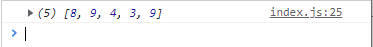 (5) [8, 9, 4, 3, 9] index.js:25